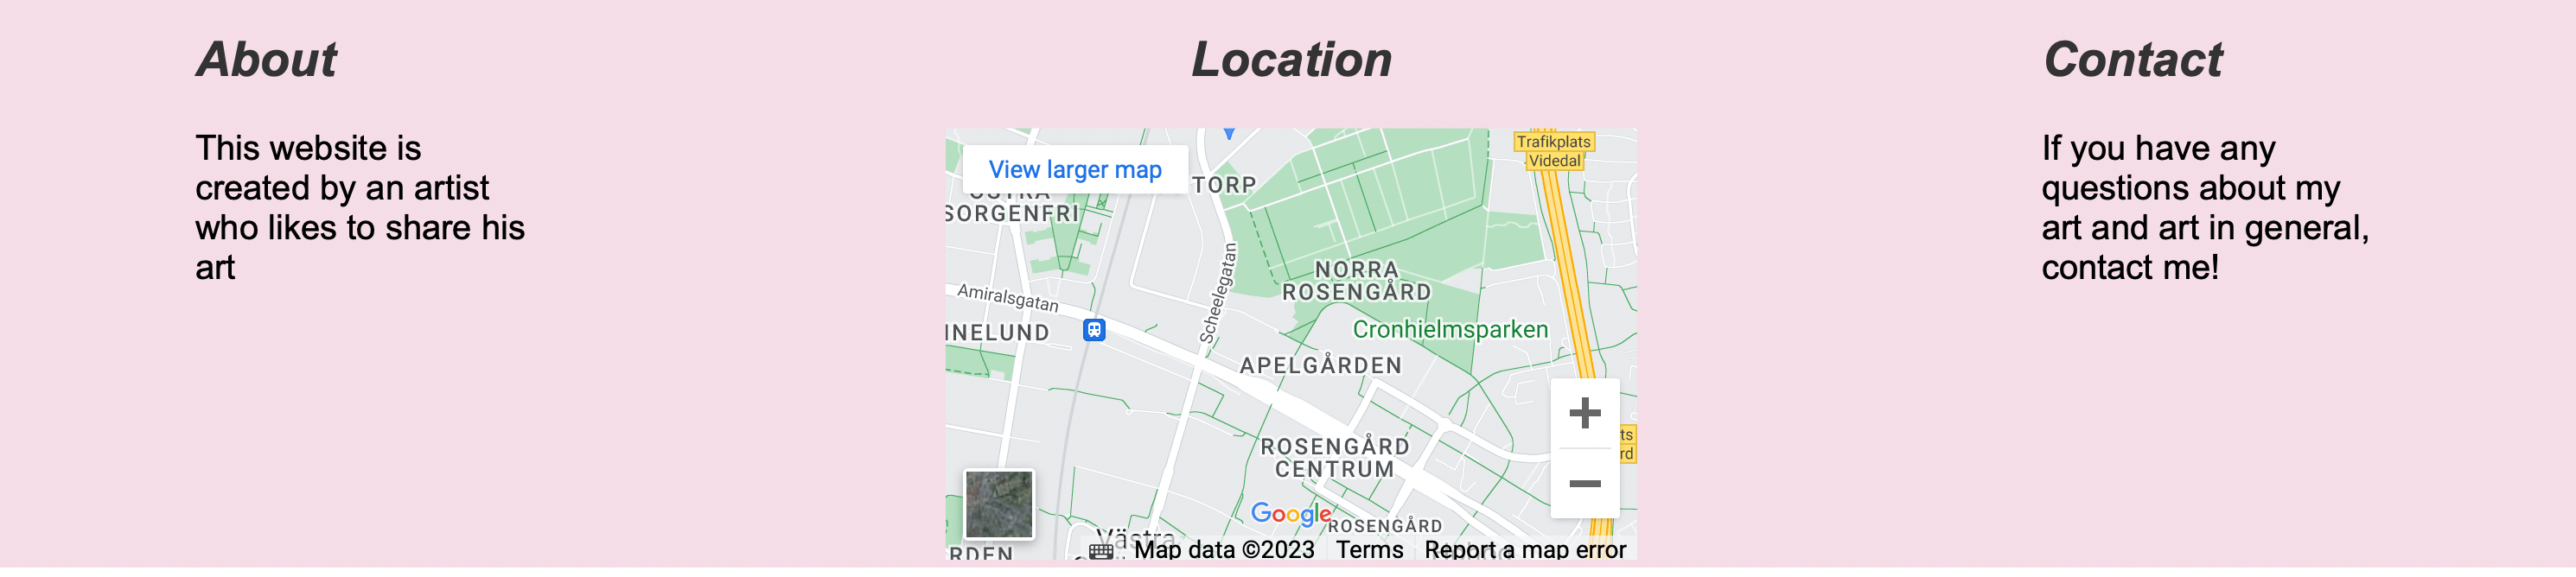 About
This website is
created by an artist
who likes to share his
art
Location
View larger map
TORP
SORGENFRI
Trafikplats
Videdal
NORRA
ROSENGÅRD
Scheelegatan
Amiralsgatan
Cronhielmsparken
APELGÅRDEN
ROSENGÅRD
CENTRUM
Google
ROSENGÅRD
Västra
Map data ©2023 Terms Report a map error
Contact
If you have any
questions about my
art and art in general,
contact me!